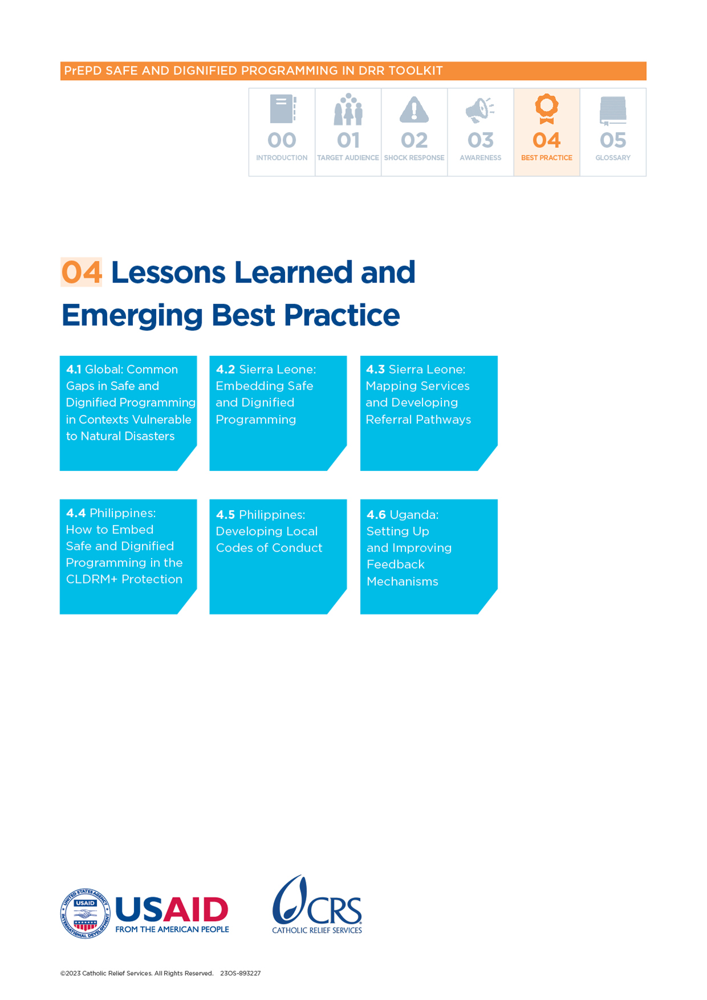 PrEPD SAFE AND DIGNIFIED PROGRAMMING IN DRR TOOLKIT
00
INTRODUCTION
01
TARGET AUDIENCE
02
SHOCK RESPONSE
03
AWARENESS
04
BEST PRACTICE
05
GLOSSARY
04 Lessons Learned and
Emerging Best Practice
4.1 Global: Common
Gaps in Safe and
Dignified Programming
in Contexts Vulnerable
to Natural Disasters
4.2 Sierra Leone:
Embedding Safe
and Dignified
Programming
4.3 Sierra Leone:
Mapping Services
and Developing
Referral Pathways
4.4 Philippines:
How to Embed
Safe and Dignified
Programming in the
CLDRM+ Protection
4.5 Philippines:
Developing Local
Codes of Conduct
4.6 Uganda:
Setting Up
and Improving
Feedback
Mechanisms
UNITED STATES AGENCY
USAID
INTERNATIONAL DEVELOPMENT
USAID
FROM THE AMERICAN PEOPLE
CRS
CATHOLIC RELIEF SERVICES
©2023 Catholic Relief Services. All Rights Reserved. 23OS-893227